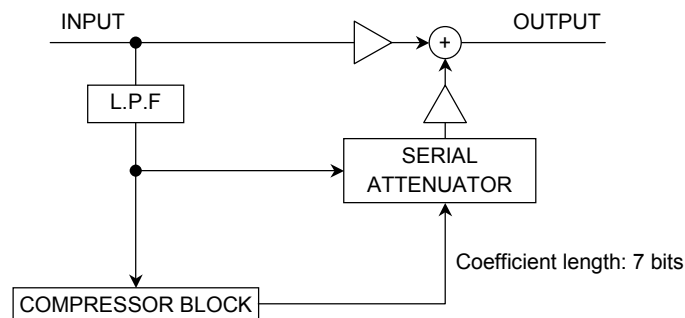 INPUT
OUTPUT
+
L.P.F
SERIAL
ATTENUATOR
Coefficient length: 7 bits
COMPRESSOR BLOCK